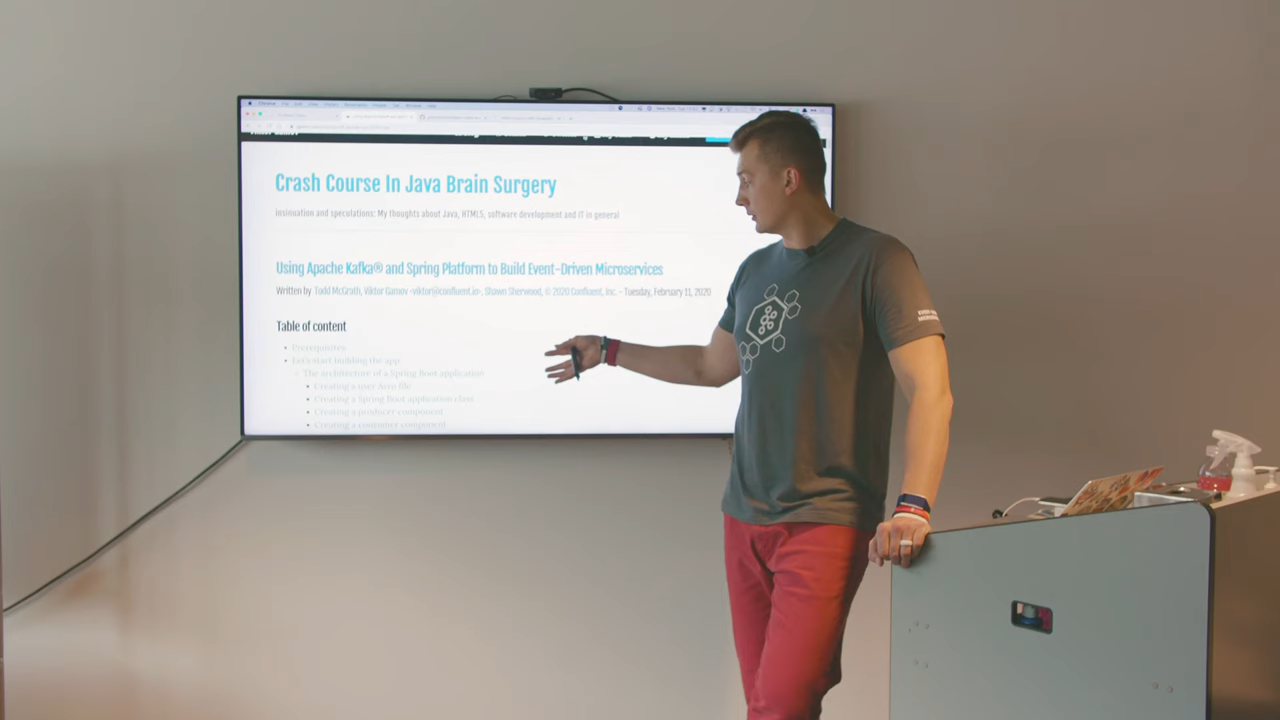 Crash Course In Java Brain Surgery
insinuation and speculations: My thoughts about Java, HTML5, software development and IT in general
Using Apache Kafka® and Spring Platform to Build Event-Driven Microservices
Written by Todd McGrath, Viktor Gamov <viktor@confluent.io>, Shawn Sherwood, © 2020 Confluent, Inc. - Tuesday, February 11, 2020
Table of content
Prerequisites
Let's start building the app
The architecture of a Spring Boot application
Creating a user Avro file
Creating a Spring Boot application class
Creating a producer component
Creating a consumer component